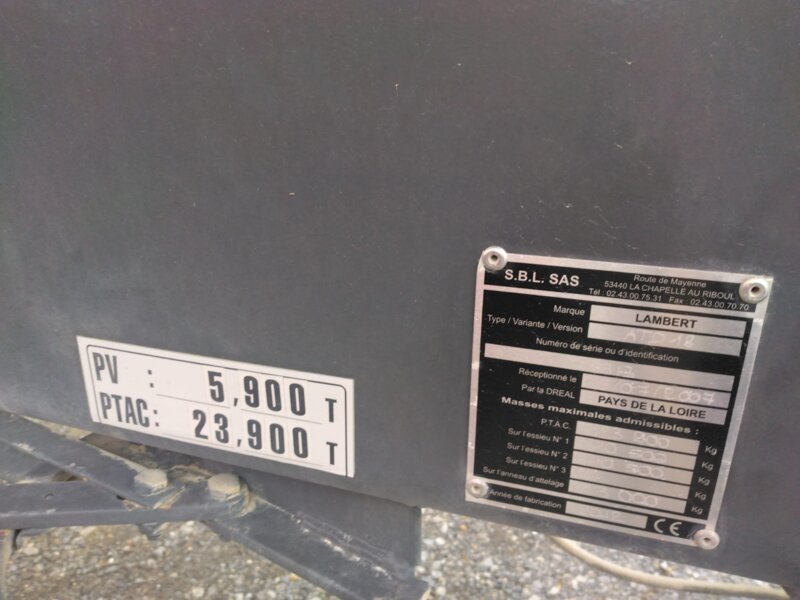 PV : 5,900 T
PTAC: 23,900 T
S.B.L. SAS
Route de Mayenne
53440 LA CHAPELLE AU RIBOUL
Tél : 02.43.00.75.31 Fax : 02.43.00.70.70
Marque LAMBERT
Type / Variante / Version
Numéro de série ou d'identification
Réceptionné le
Par la DREAL PAYS DE LA LOIRE
Masses maximales admissibles :
P.T.A.C. Kg
Sur l'essieu N° 1 Kg
Sur l'essieu N° 2 Kg
Sur l'essieu N° 3 Kg
Sur l'anneau d'attelage Kg
Année de fabrication CE